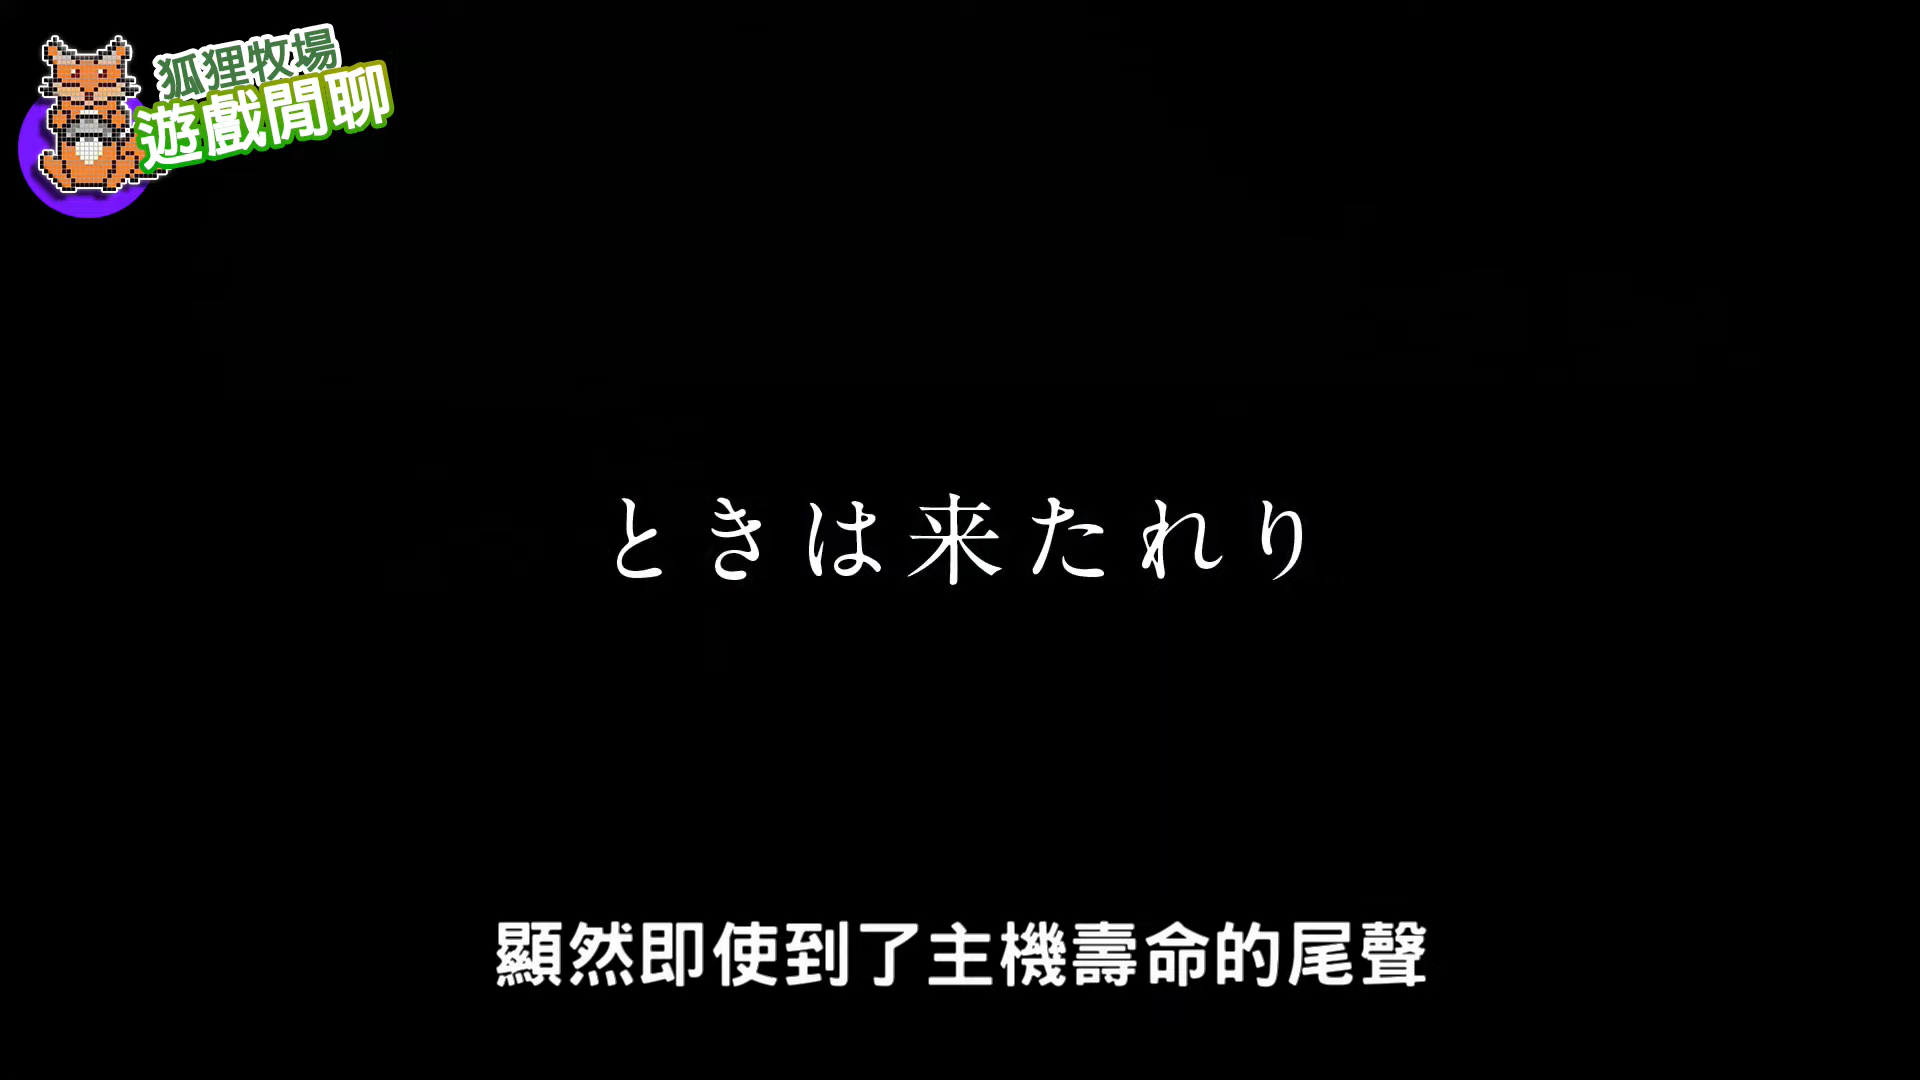 狐狸牧場
遊戲閒聊
ときは来たれり
顯然即使到了主機壽命的尾聲